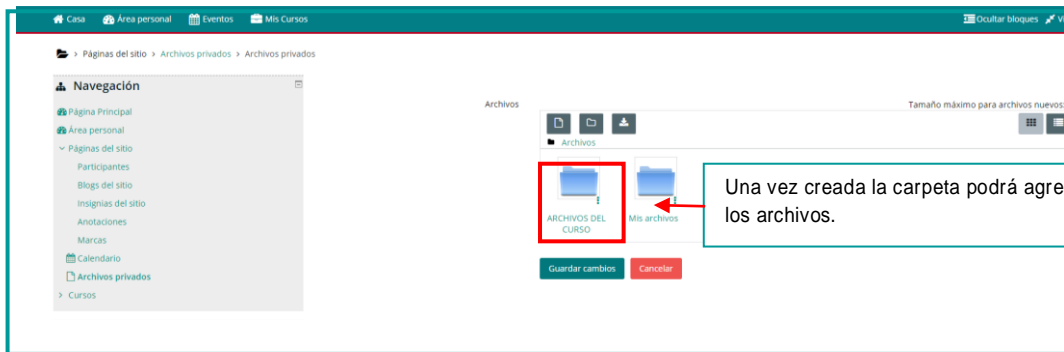 Casa Área personal Eventos Mis Cursos Ocultar bloques
> Páginas del sitio > Archivos privados > Archivos privados
Navegación
Página Principal
Área personal
Páginas del sitio
Participantes
Blogs del sitio
Insignias del sitio
Anotaciones
Marcas
Calendario
Archivos privados
> Cursos
Archivos
Tamaño máximo para archivos nuevos:
Archivos
ARCHIVOS DEL
CURSO
Mis archivos
Una vez creada la carpeta podrá agre
los archivos.
Guardar cambios Cancelar